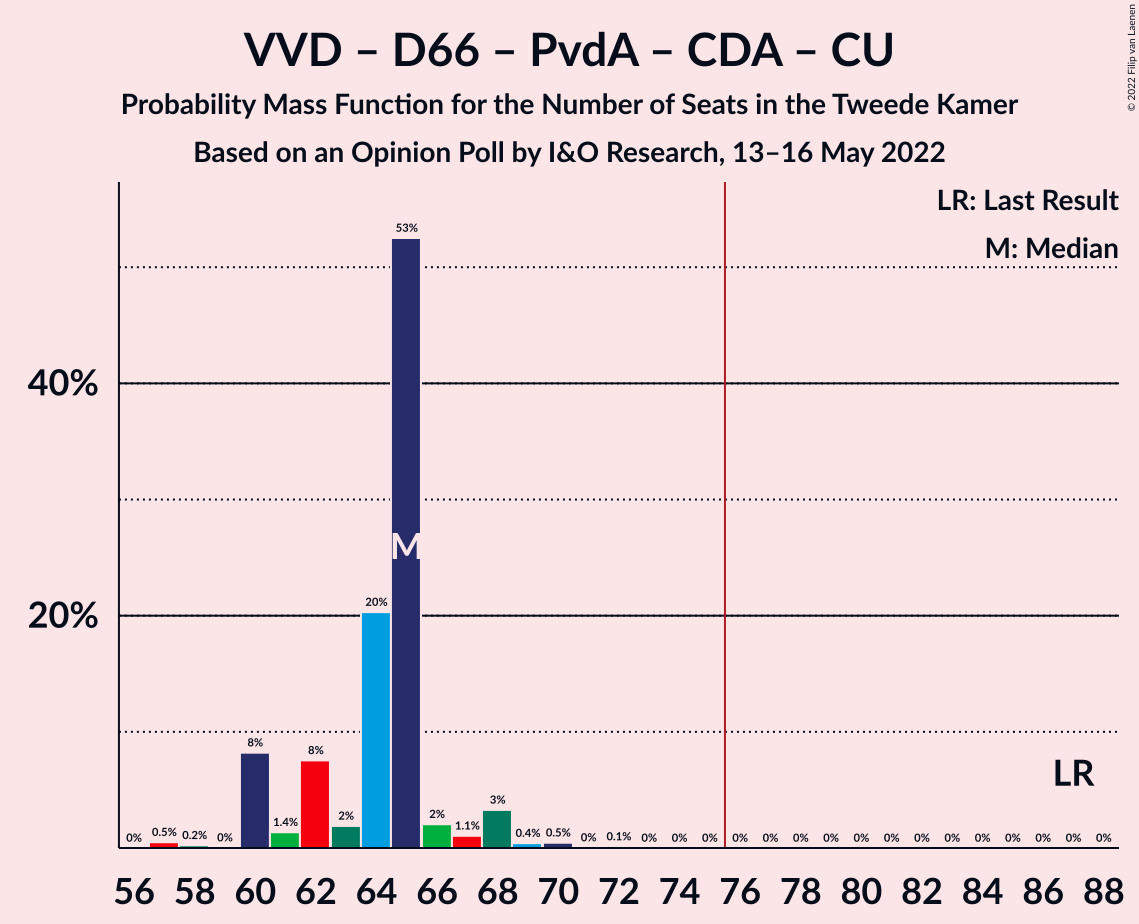 VVD – D66 – PvdA – CDA – CU
Probability Mass Function for the Number of Seats in the Tweede Kamer
Based on an Opinion Poll by I&O Research, 13–16 May 2022
© 2022 Filip van Laenen
LR: Last Result
M: Median
40%
20%
0% 0.5% 0.2% 0% 8% 1.4% 8% 2% 20% 53% 2% 1.1% 3% 0.4% 0.5% 0% 0.1% 0% 0% 0% 0% 0% 0% 0% 0% 0% 0% 0% 0% 0% 0% 0% 0%
M
LR
56 58 60 62 64 66 68 70 72 74 76 78 80 82 84 86 88